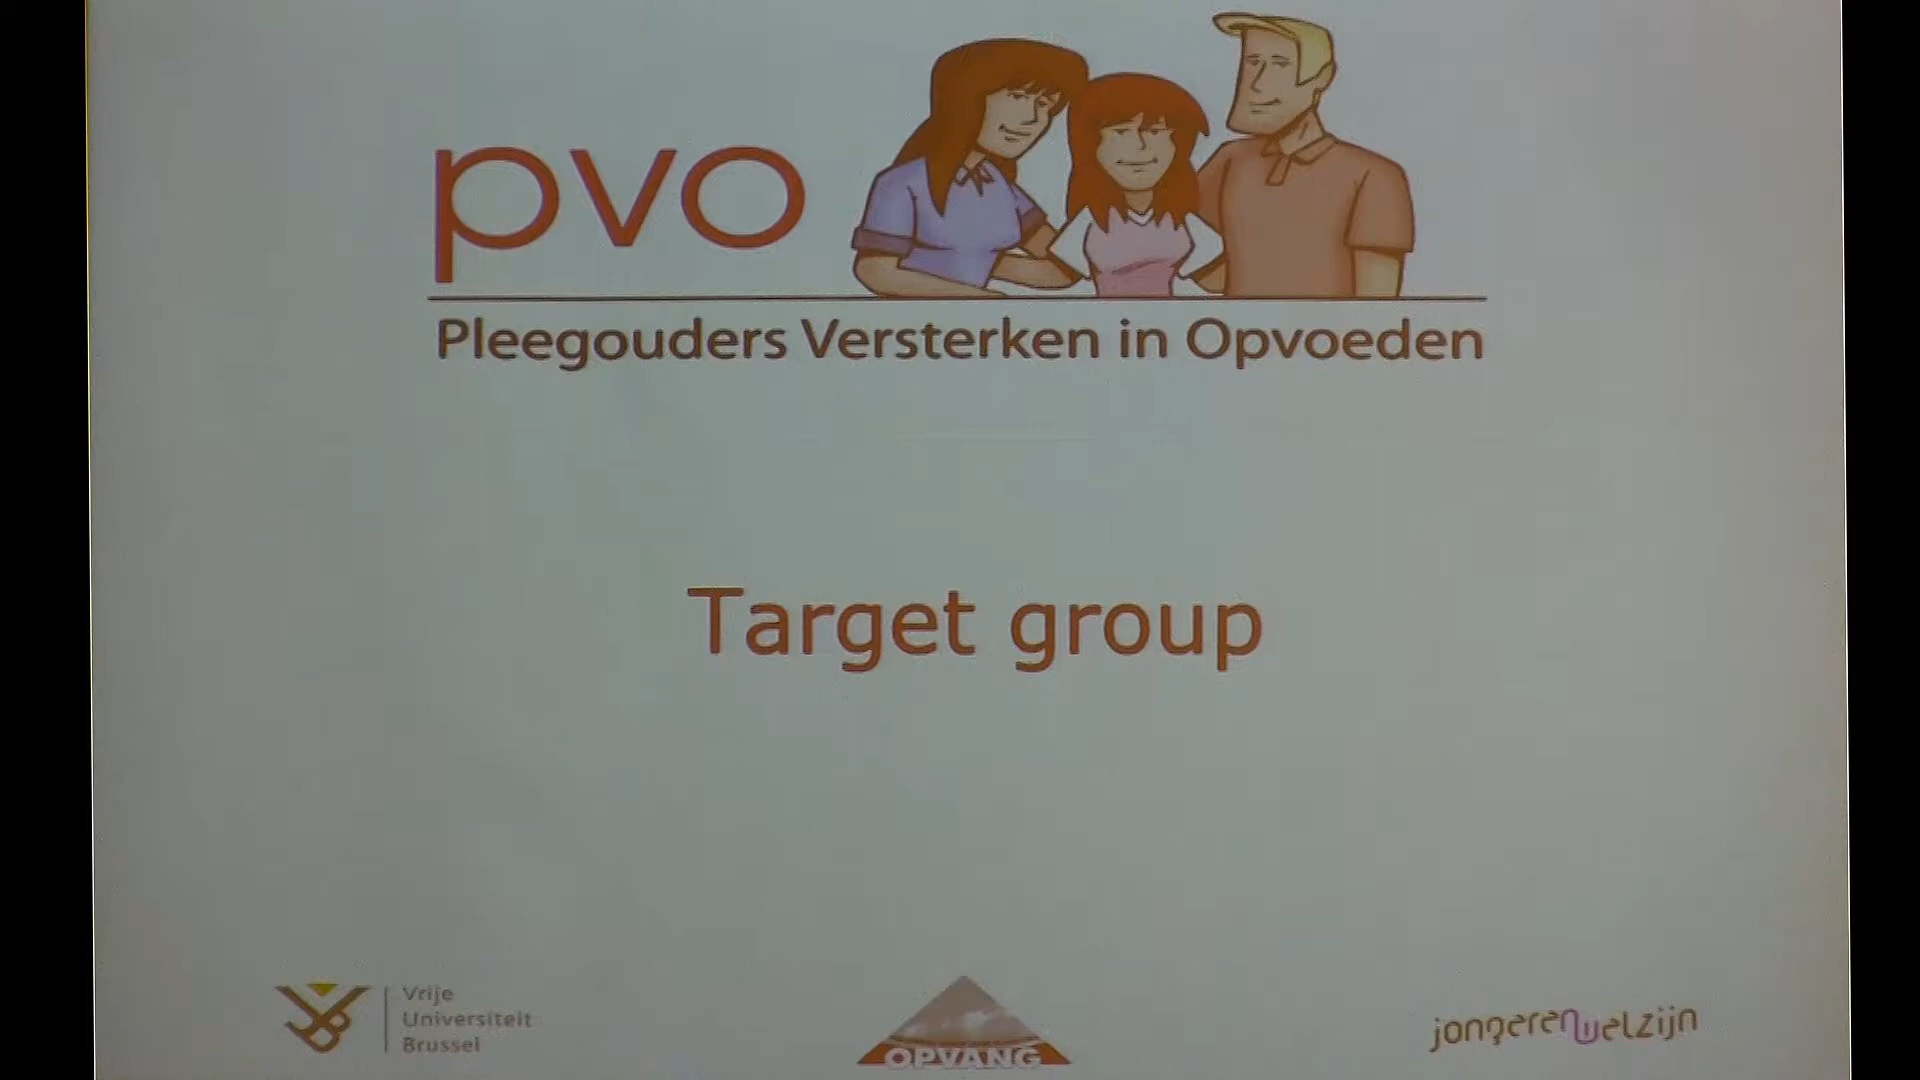 pvo
Pleegouders Versterken in Opvoeden
Target group
Vrije
Universiteit
Brussel
OPVANG
jongerenwelzijn